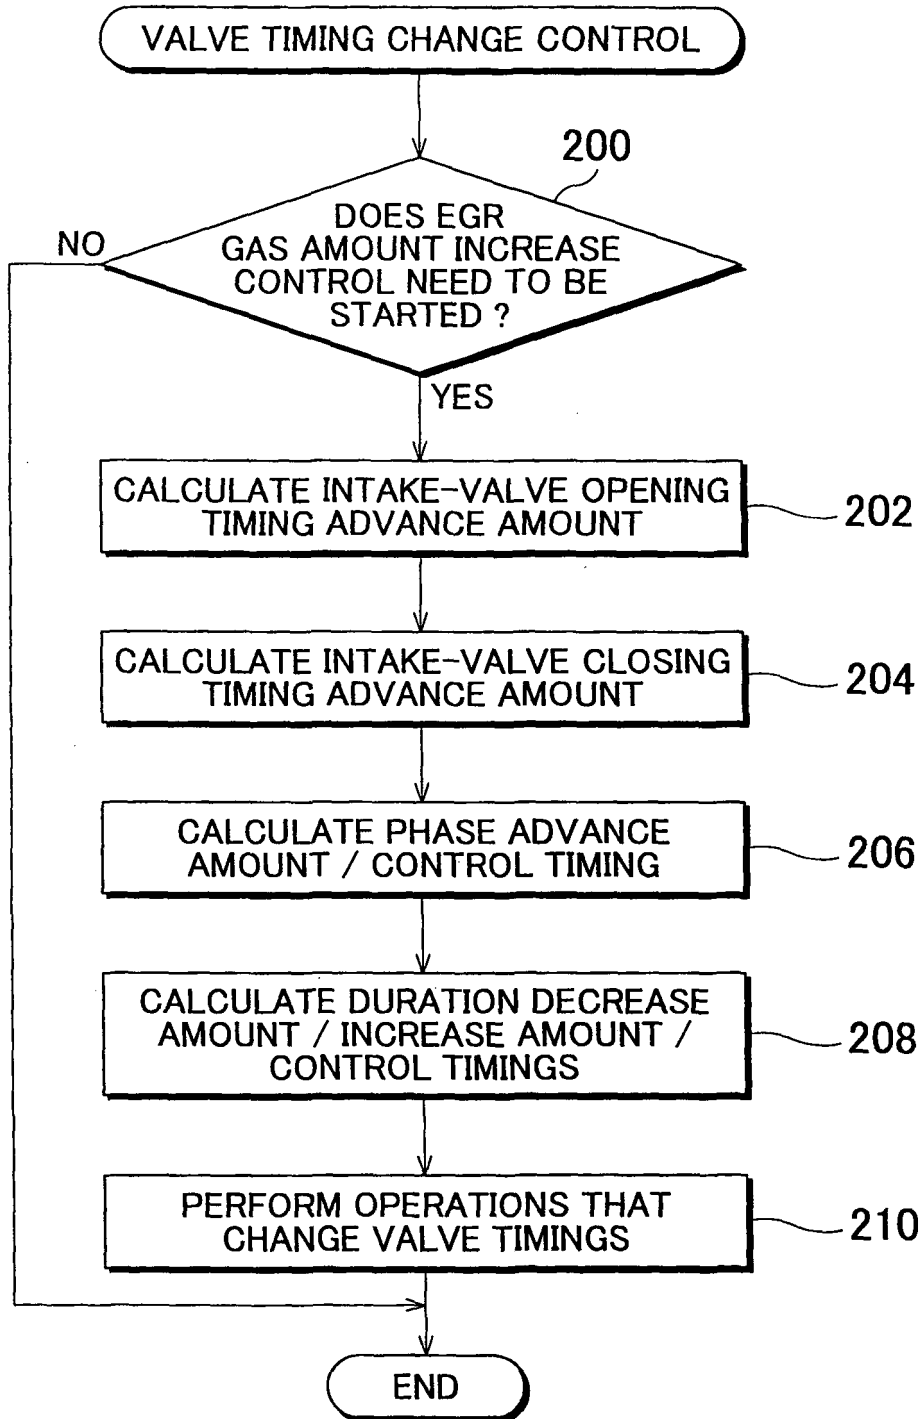 VALVE TIMING CHANGE CONTROL
200
DOES EGR
GAS AMOUNT INCREASE
CONTROL NEED TO BE
STARTED ?
NO
YES
CALCULATE INTAKE-VALVE OPENING
TIMING ADVANCE AMOUNT
202
CALCULATE INTAKE-VALVE CLOSING
TIMING ADVANCE AMOUNT
204
CALCULATE PHASE ADVANCE
AMOUNT / CONTROL TIMING
206
CALCULATE DURATION DECREASE
AMOUNT / INCREASE AMOUNT /
CONTROL TIMINGS
208
PERFORM OPERATIONS THAT
CHANGE VALVE TIMINGS
210
END